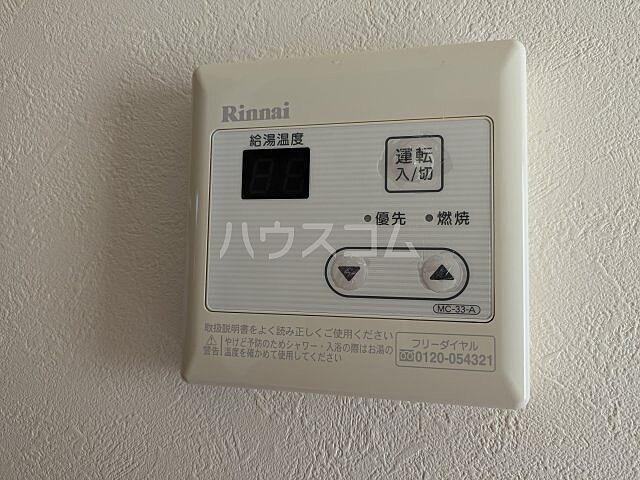 Rinnai
給湯温度
運転
入/切
優先 燃焼
ハウスコム
MC-33-A
取扱説明書をよく読み正しくご使用ください
警告 やけど予防のためシャワー・入浴の際はお湯の
温度を確かめて使用してください
フリーダイヤル
0120-054321